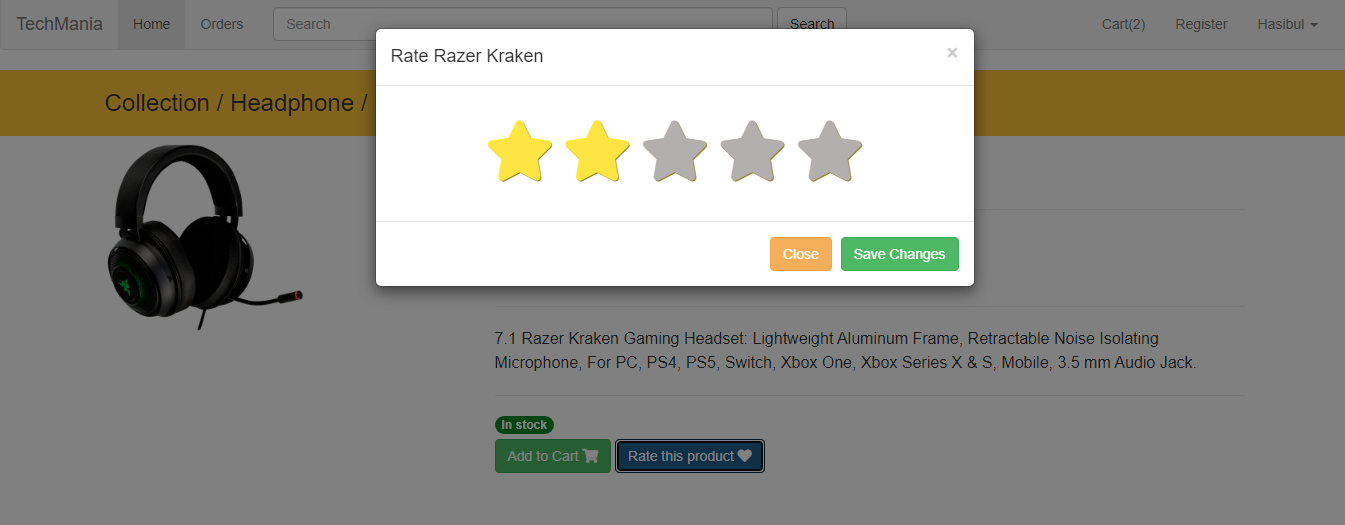 TechMania Home Orders Search Search Cart(2) Register Hasibul
Rate Razer Kraken ×
Collection / Headphone /
Close Save Changes
7.1 Razer Kraken Gaming Headset: Lightweight Aluminum Frame, Retractable Noise Isolating
Microphone, For PC, PS4, PS5, Switch, Xbox One, Xbox Series X & S, Mobile, 3.5 mm Audio Jack.
In stock
Add to Cart Rate this product